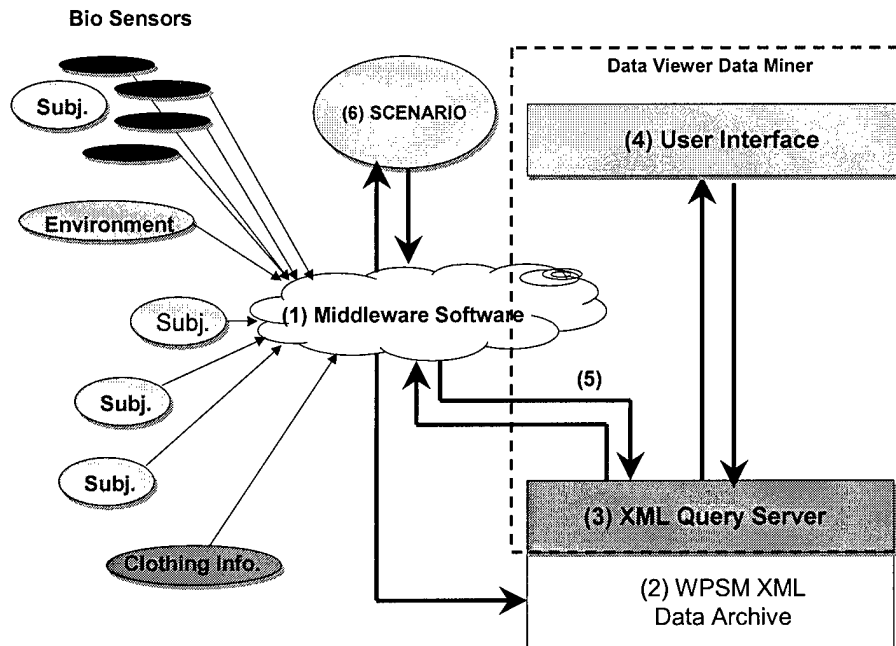 Bio Sensors
Subj.
(6) SCENARIO
Data Viewer Data Miner
(4) User Interface
Environment
Subj.
(1) Middleware Software
Subj.
(5)
Subj.
(3) XML Query Server
Clothing Info.
(2) WPSM XML
Data Archive